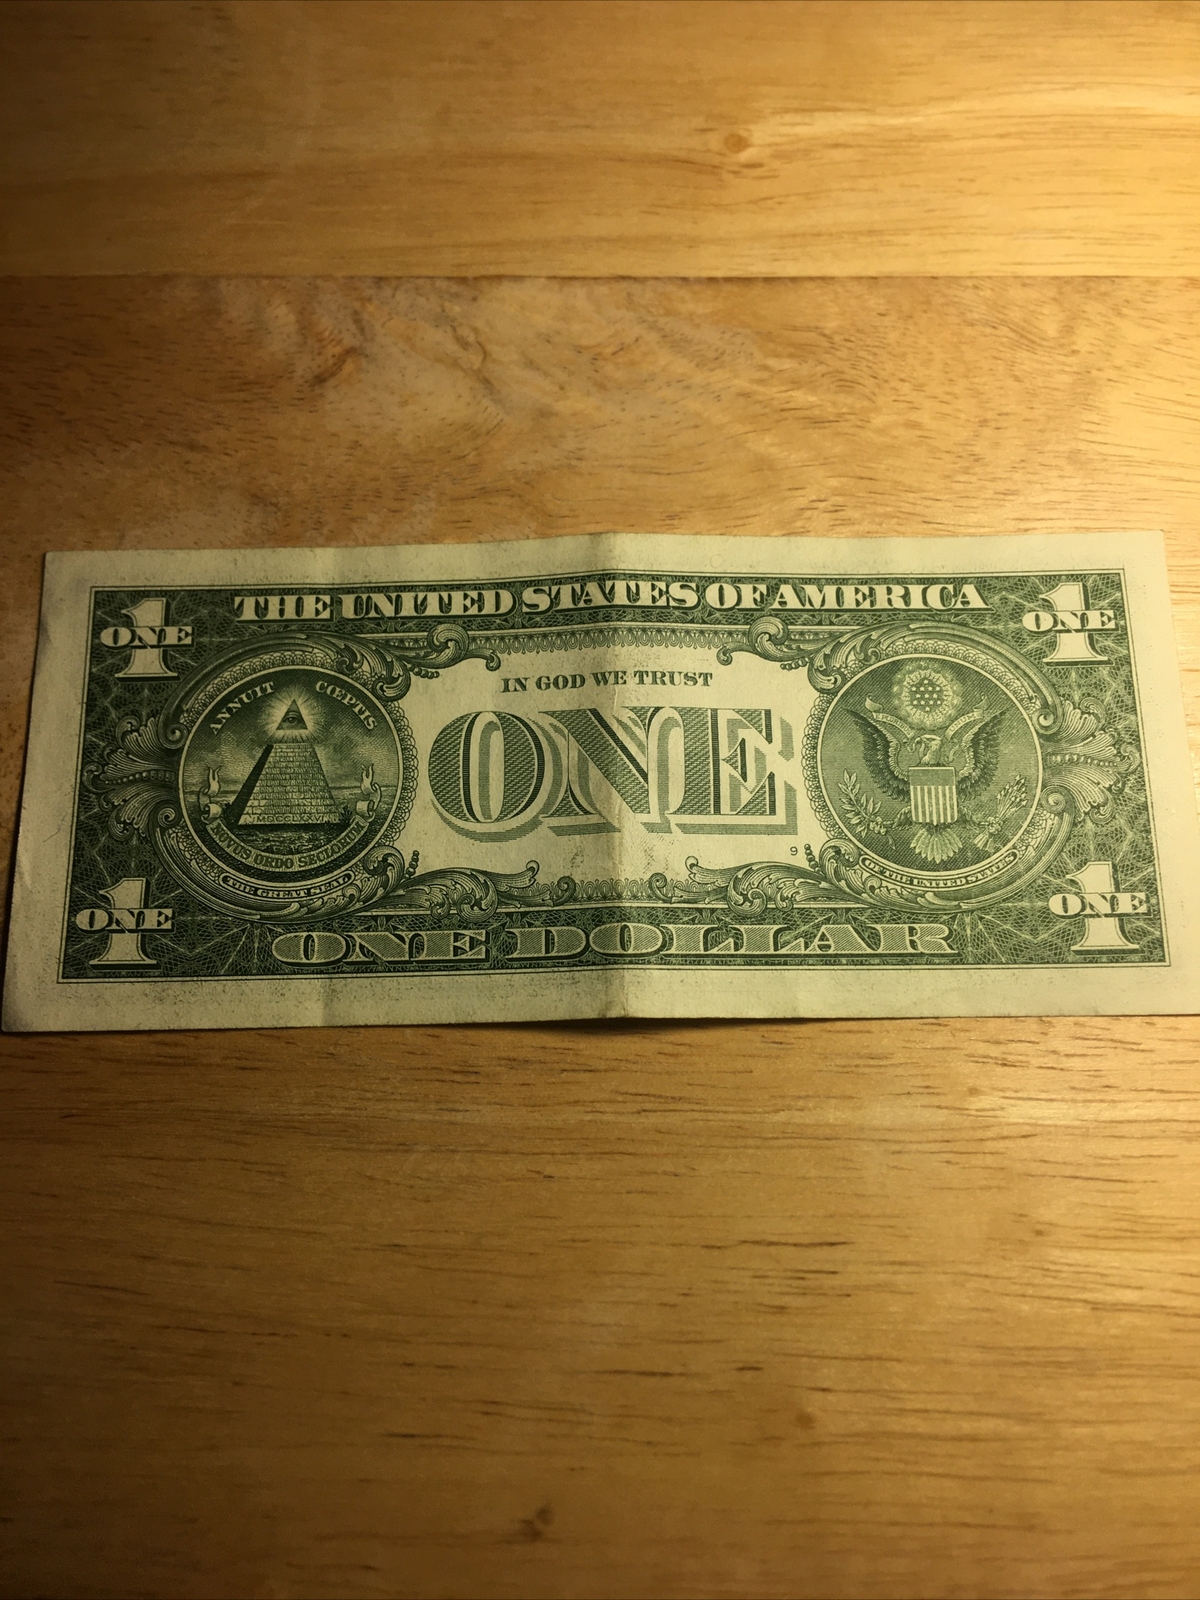 THE UNITED STATES OF AMERICA
1
ONE
1
ONE
IN GOD WE TRUST
ANNUIT CŒPTIS
ONE
MDCCLXXVI
NOVUS ORDO SECLORUM
THE GREAT SEAL
9
OF THE UNITED STATES
1
ONE
1
ONE
ONE DOLLAR